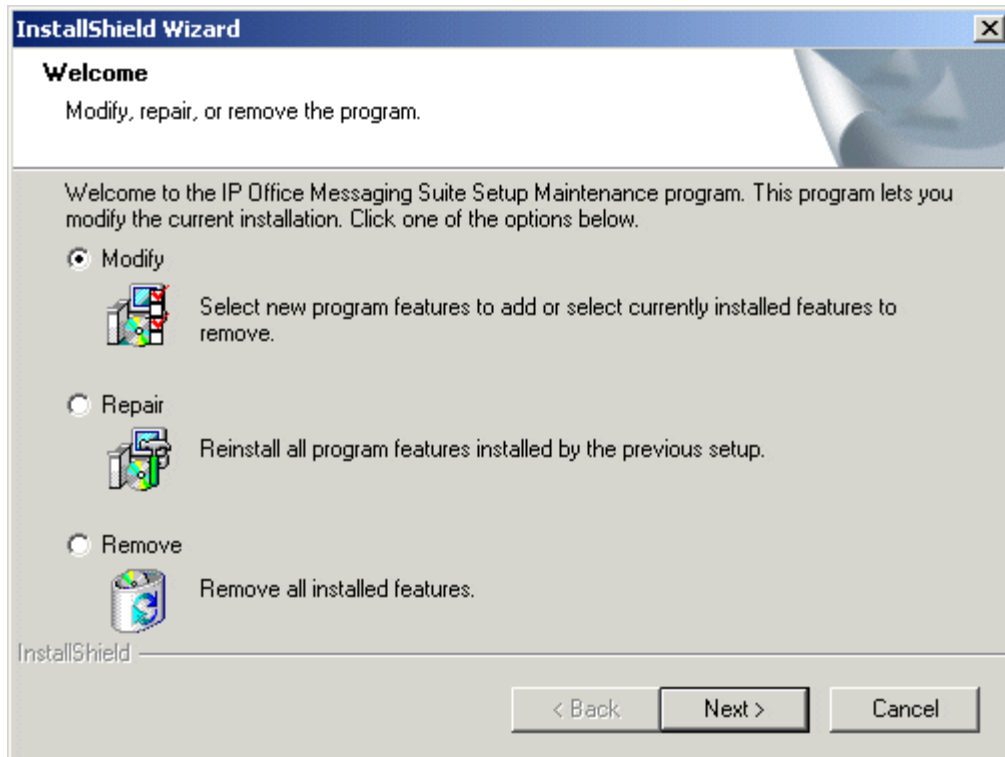 InstallShield Wizard
Welcome
Modify, repair, or remove the program.
Welcome to the IP Office Messaging Suite Setup Maintenance program. This program lets you
modify the current installation. Click one of the options below.
Modify
Select new program features to add or select currently installed features to
remove.
Repair
Reinstall all program features installed by the previous setup.
Remove
Remove all installed features.
InstallShield
< Back
Next >
Cancel